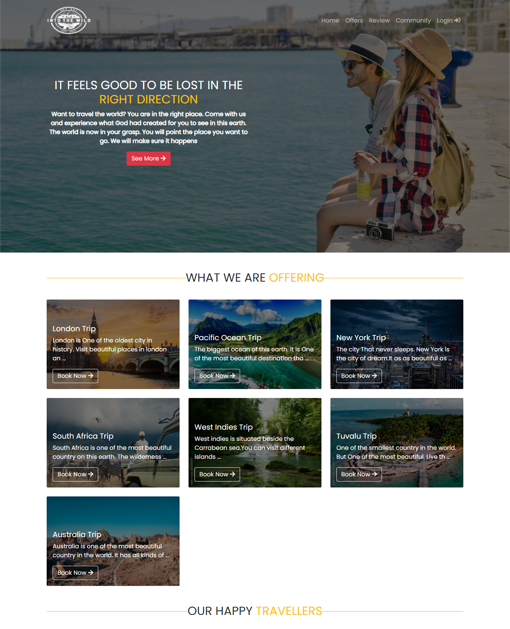 INTO THE WILD
Home Offers Review Community Login
IT FEELS GOOD TO BE LOST IN THE
RIGHT DIRECTION
Want to travel the world? You are in the right place. Come with us
and experience what God had created for you to see in this earth.
The world is now in your grasp. You will point the place you want to
go. We will make sure it happens
See More
WHAT WE ARE OFFERING
London Trip
London is One of the oldest city in
history. Visit beautiful places in london
an ...
Book Now
Pacific Ocean Trip
The biggest ocean of this earth. It is One
of the most beautiful destination tha ...
Book Now
New York Trip
The city That never sleeps. New York is
the city of dream.It as as beautiful as ...
Book Now
South Africa Trip
South Africa is one of the most beautiful
country on this earth. The wilderness ...
Book Now
West Indies Trip
West indies is situated beside the
Carrabean sea.You can visit different
islands ...
Book Now
Tuvalu Trip
One of the smallest country in the world.
But One of the most beautiful. Live th ...
Book Now
Australia Trip
Australia is one of the most beautiful
country in the world. It has all kinds of ...
Book Now
OUR HAPPY TRAVELLERS